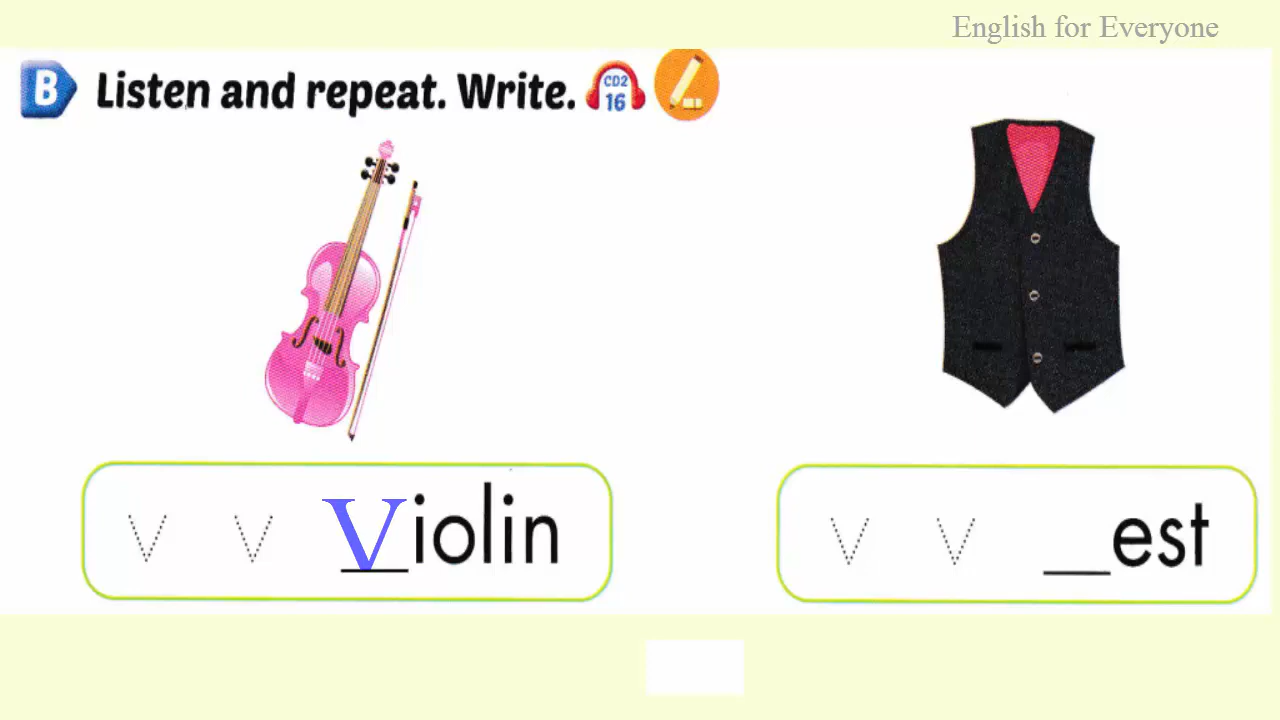 English for Everyone
B Listen and repeat. Write. CD2 16
v v violin
v v __est